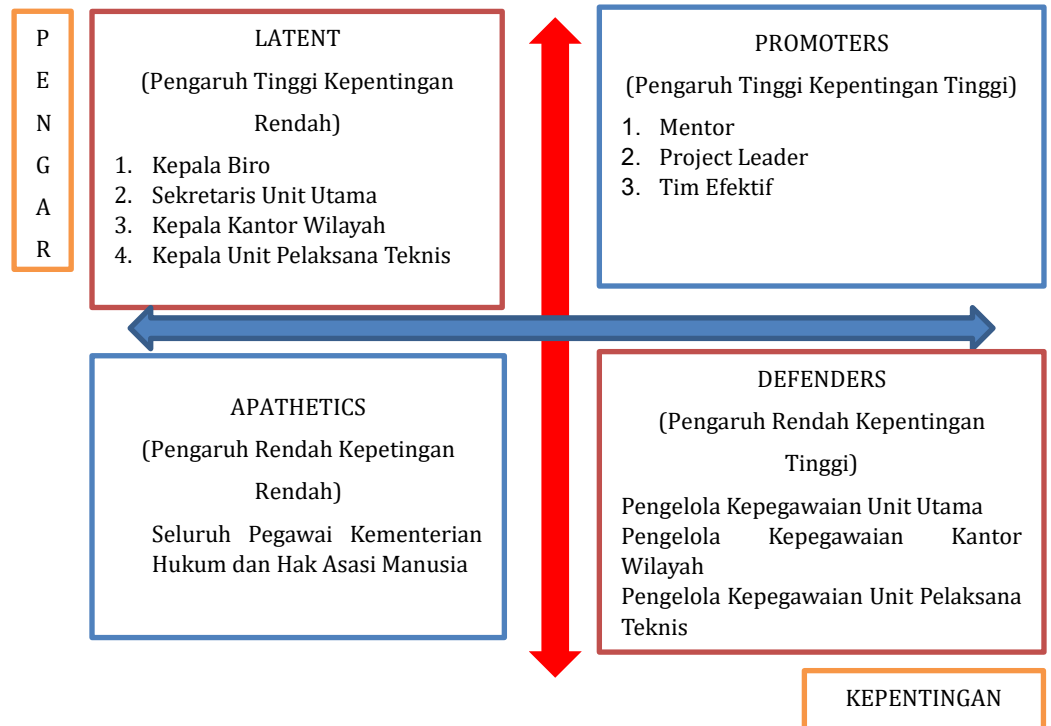 P
E
N
G
A
R
LATENT
(Pengaruh Tinggi Kepentingan
Rendah)
1. Kepala Biro
2. Sekretaris Unit Utama
3. Kepala Kantor Wilayah
4. Kepala Unit Pelaksana Teknis
PROMOTERS
(Pengaruh Tinggi Kepentingan Tinggi)
1. Mentor
2. Project Leader
3. Tim Efektif
APATHETICS
(Pengaruh Rendah Kepetingan
Rendah)
Seluruh Pegawai Kementerian
Hukum dan Hak Asasi Manusia
DEFENDERS
(Pengaruh Rendah Kepentingan
Tinggi)
Pengelola Kepegawaian Unit Utama
Pengelola Kepegawaian Kantor
Wilayah
Pengelola Kepegawaian Unit Pelaksana
Teknis
KEPENTINGAN